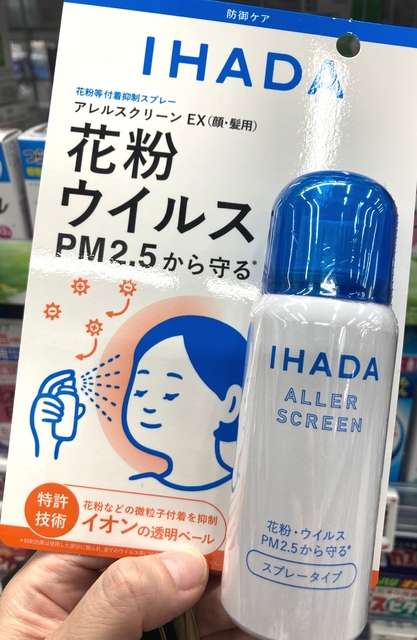 防御ケア
IHADA
花粉等付着抑制スプレー
アレルスクリーン EX(顔・髪用)
花粉
ウイルス
PM2.5から守る*
特許
技術
花粉などの微粒子付着を抑制
イオンの透明ベール
IHADA
ALLER
SCREEN
花粉・ウイルス
PM2.5から守る*
スプレータイプ